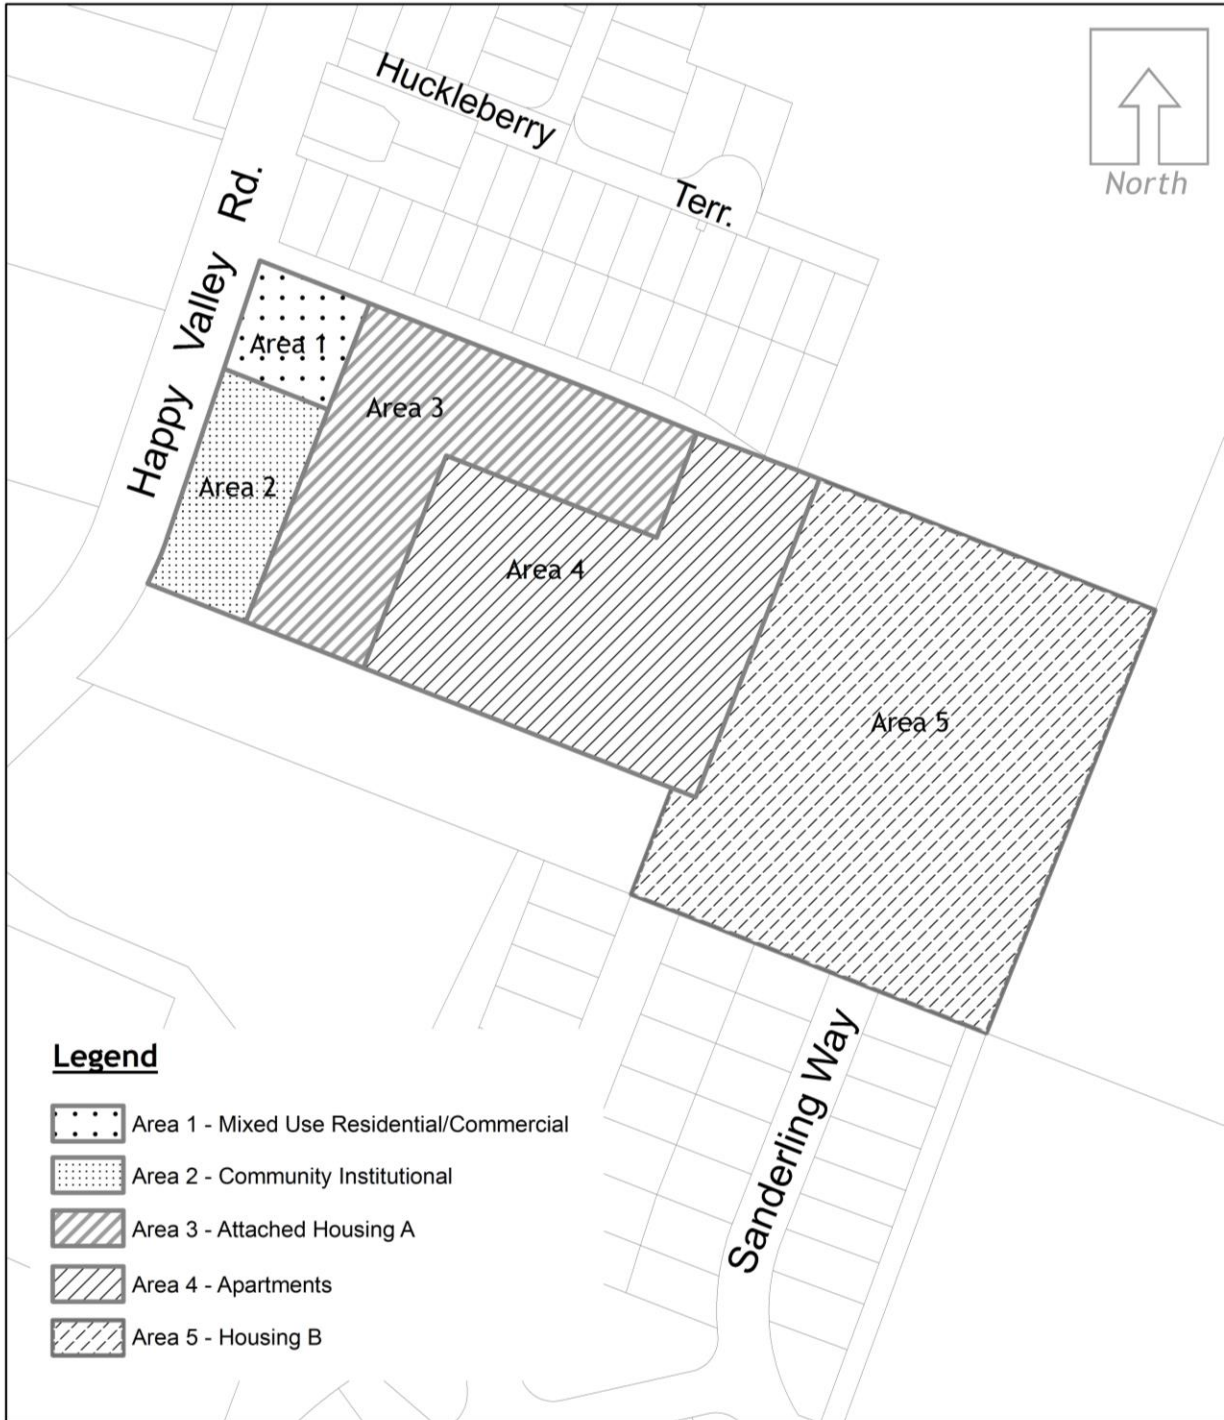 Huckleberry
Terr.
North
Happy Valley Rd.
Area 1
Area 3
Area 2
Area 4
Area 5
Sanderling Way
Legend
Area 1 - Mixed Use Residential/Commercial
Area 2 - Community Institutional
Area 3 - Attached Housing A
Area 4 - Apartments
Area 5 - Housing B